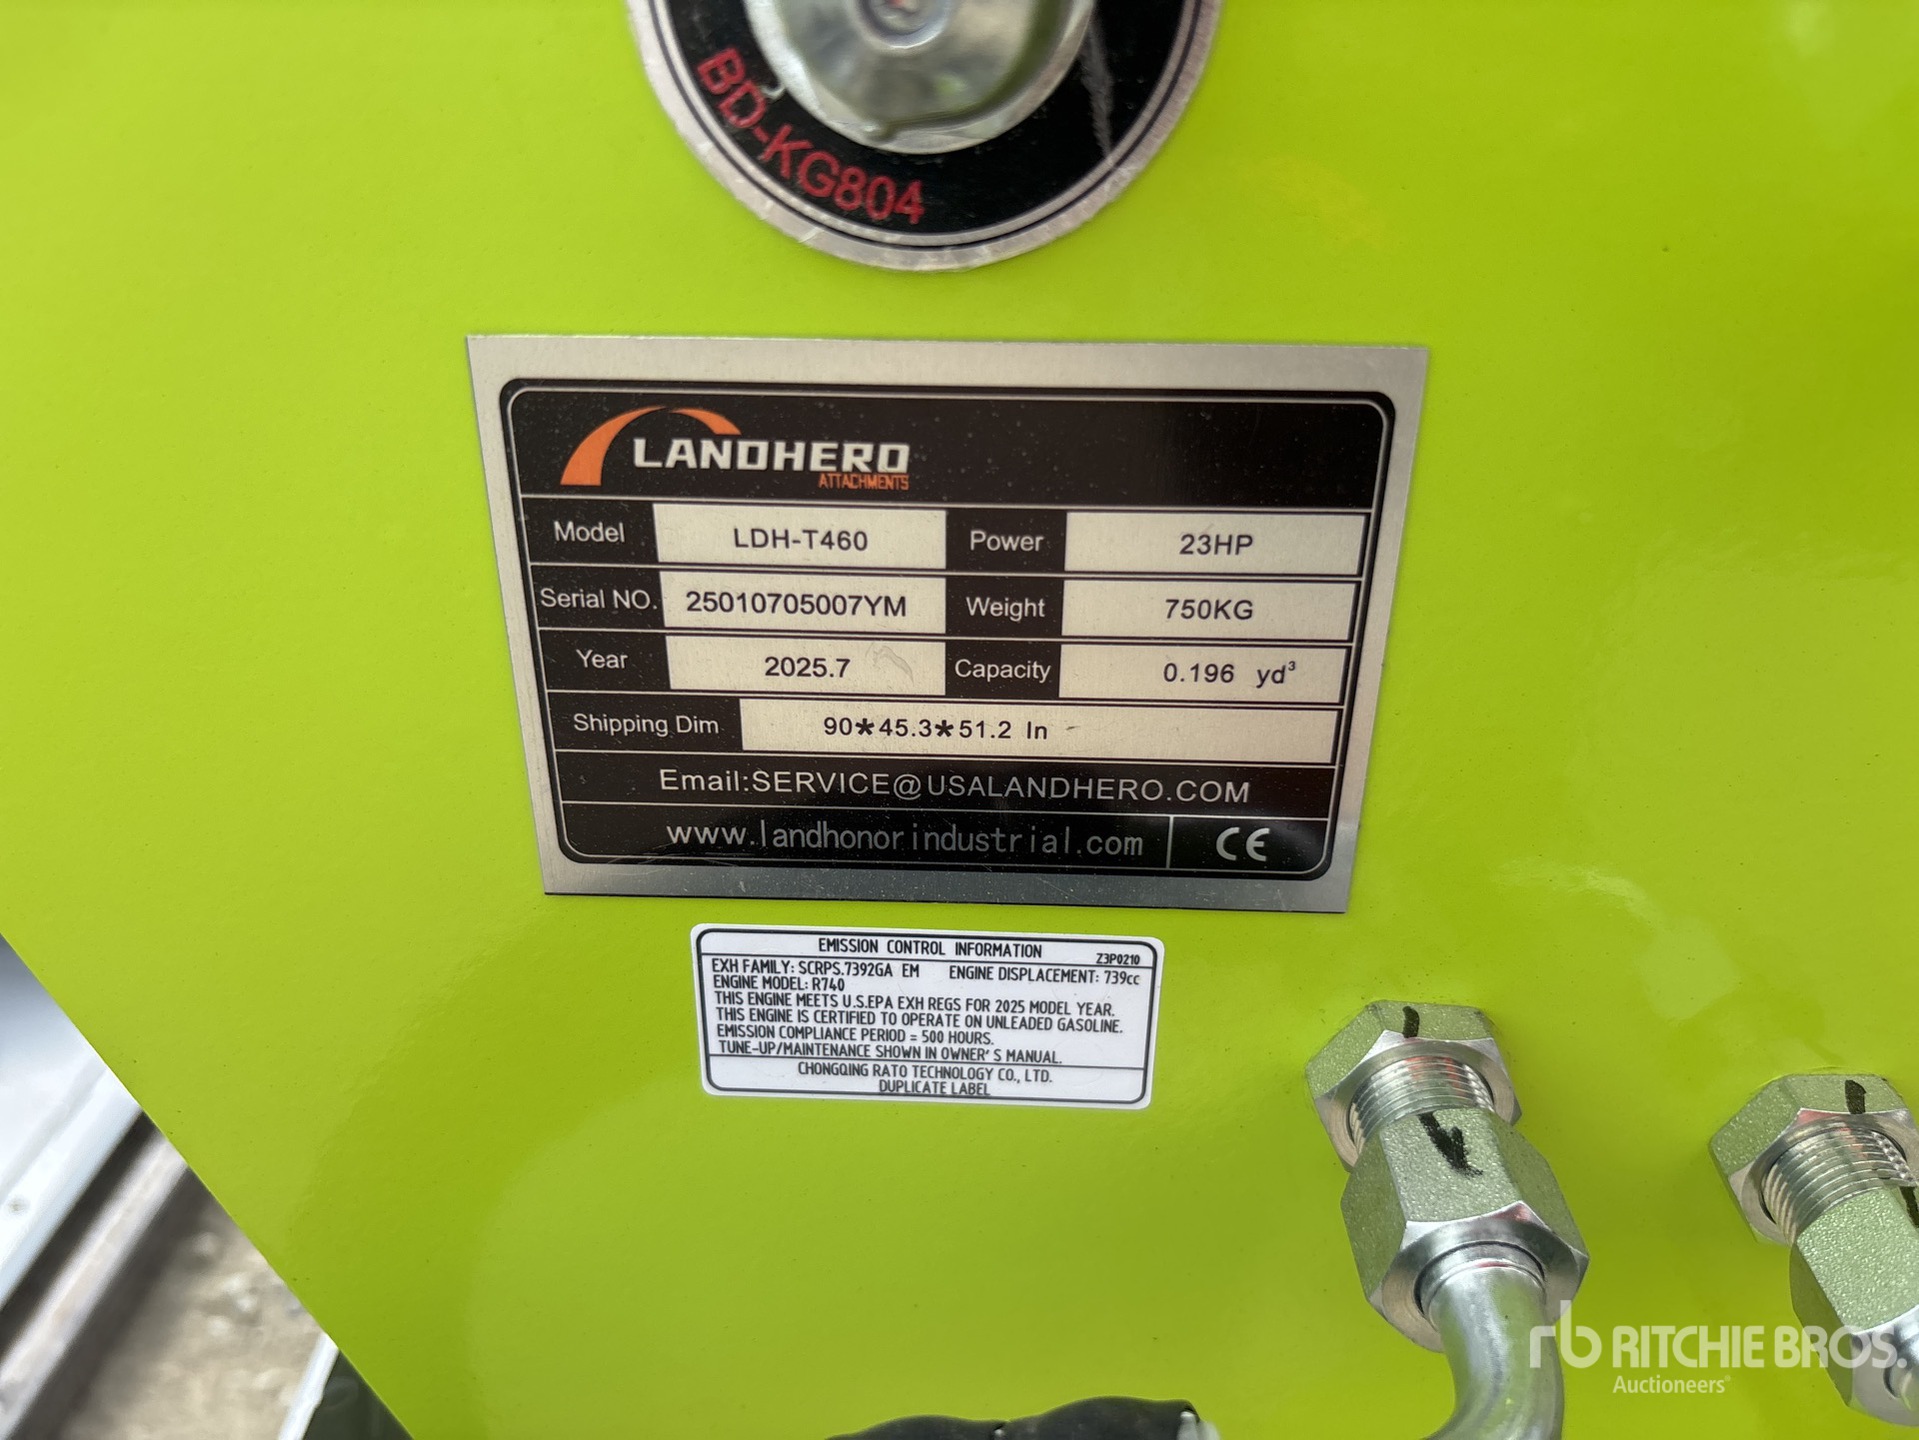 BD-KG804
LANDHERO
ATTACHMENTS
Model LDH-T460 Power 23HP
Serial NO. 25010705007YM Weight 750KG
Year 2025.7 Capacity 0.196 yd³
Shipping Dim 90*45.3*51.2 In
Email:SERVICE@USALANDHERO.COM
www.landhonorindustrial.com CE
EMISSION CONTROL INFORMATION Z3P0210
EXH FAMILY: SCRPS.7392GA EM ENGINE DISPLACEMENT: 739cc
ENGINE MODEL: R740
THIS ENGINE MEETS U.S.EPA EXH REGS FOR 2025 MODEL YEAR.
THIS ENGINE IS CERTIFIED TO OPERATE ON UNLEADED GASOLINE.
EMISSION COMPLIANCE PERIOD = 500 HOURS.
TUNE-UP/MAINTENANCE SHOWN IN OWNER'S MANUAL.
CHONGQING RATO TECHNOLOGY CO., LTD.
DUPLICATE LABEL
rb RITCHIE BROS.
Auctioneers®